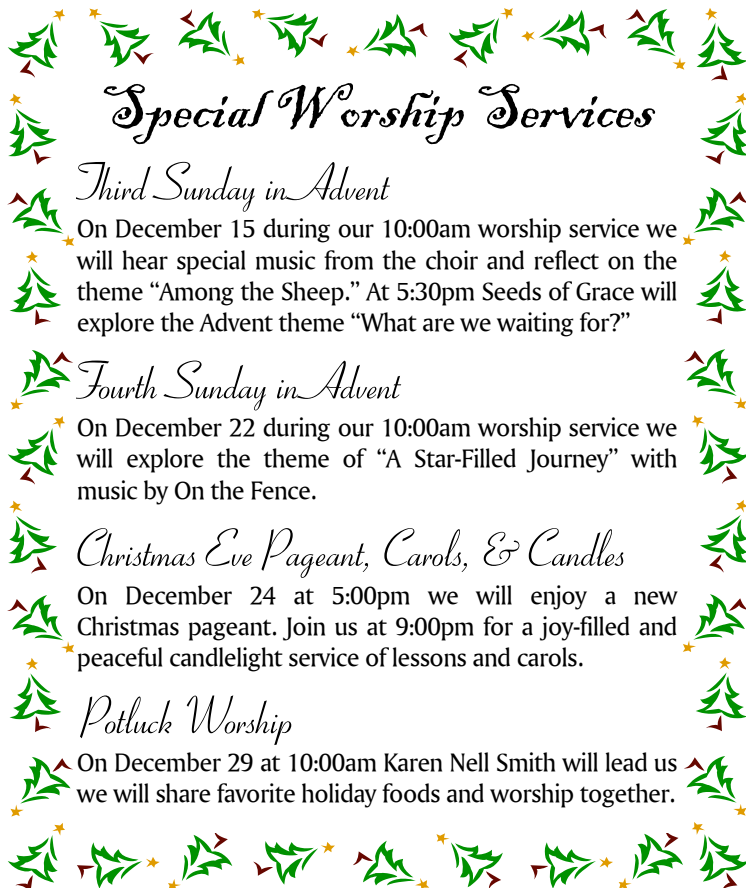 Special Worship Services
Third Sunday in Advent
On December 15 during our 10:00am worship service we
will hear special music from the choir and reflect on the
theme “Among the Sheep.” At 5:30pm Seeds of Grace will
explore the Advent theme “What are we waiting for?”
Fourth Sunday in Advent
On December 22 during our 10:00am worship service we
will explore the theme of “A Star-Filled Journey” with
music by On the Fence.
Christmas Eve Pageant, Carols, & Candles
On December 24 at 5:00pm we will enjoy a new
Christmas pageant. Join us at 9:00pm for a joy-filled and
peaceful candlelight service of lessons and carols.
Potluck Worship
On December 29 at 10:00am Karen Nell Smith will lead us
we will share favorite holiday foods and worship together.